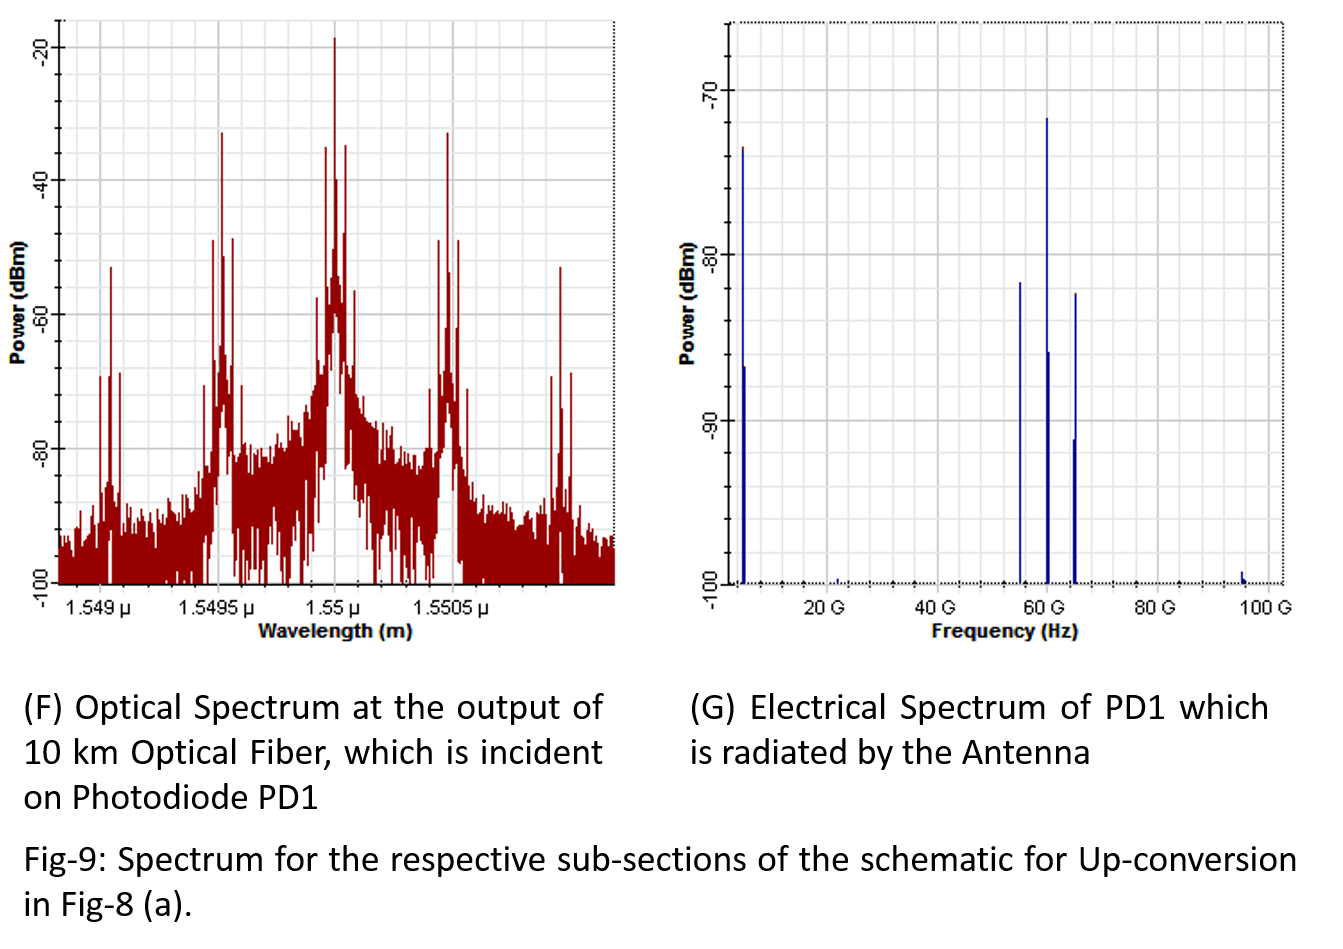 -20
-40
-60
-80
-100
Power (dBm)
1.549 µ 1.5495 µ 1.55 µ 1.5505 µ
Wavelength (m)
-70
-80
-90
-100
Power (dBm)
20 G 40 G 60 G 80 G 100 G
Frequency (Hz)
(F) Optical Spectrum at the output of
10 km Optical Fiber, which is incident
on Photodiode PD1
(G) Electrical Spectrum of PD1 which
is radiated by the Antenna
Fig-9: Spectrum for the respective sub-sections of the schematic for Up-conversion
in Fig-8 (a).